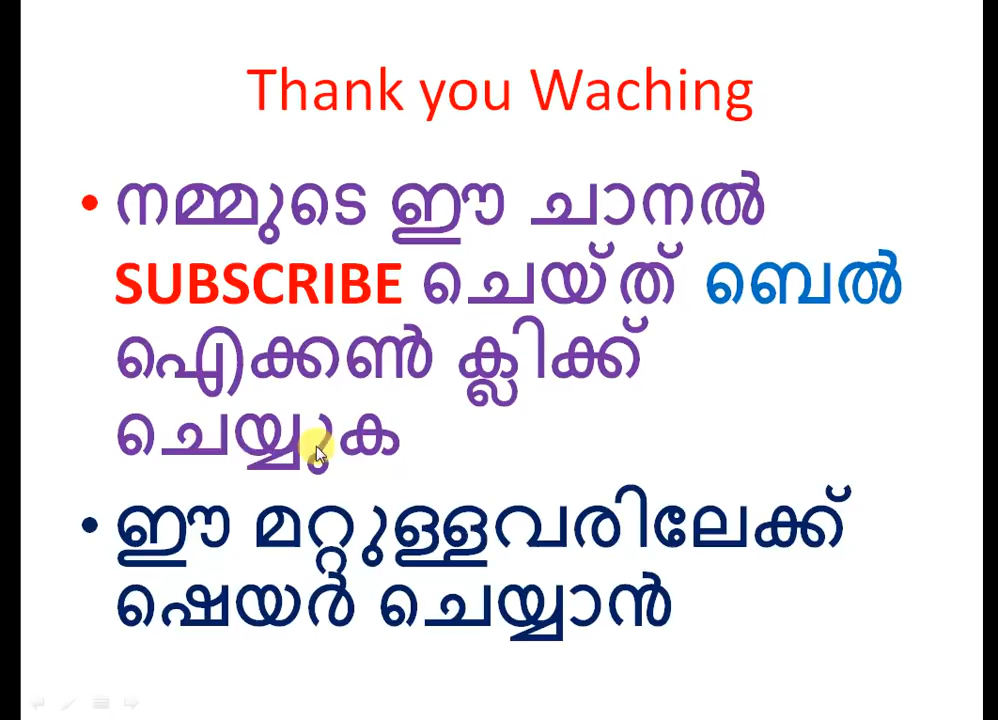 Thank you Waching
• നമ്മുടെ ഈ ചാനൽ
SUBSCRIBE ചെയ്ത് ബെൽ
ഐക്കൺ ക്ലിക്ക്
ചെയ്യുക
• ഈ മറ്റുള്ളവരിലേക്ക്
ഷെയർ ചെയ്യാൻ